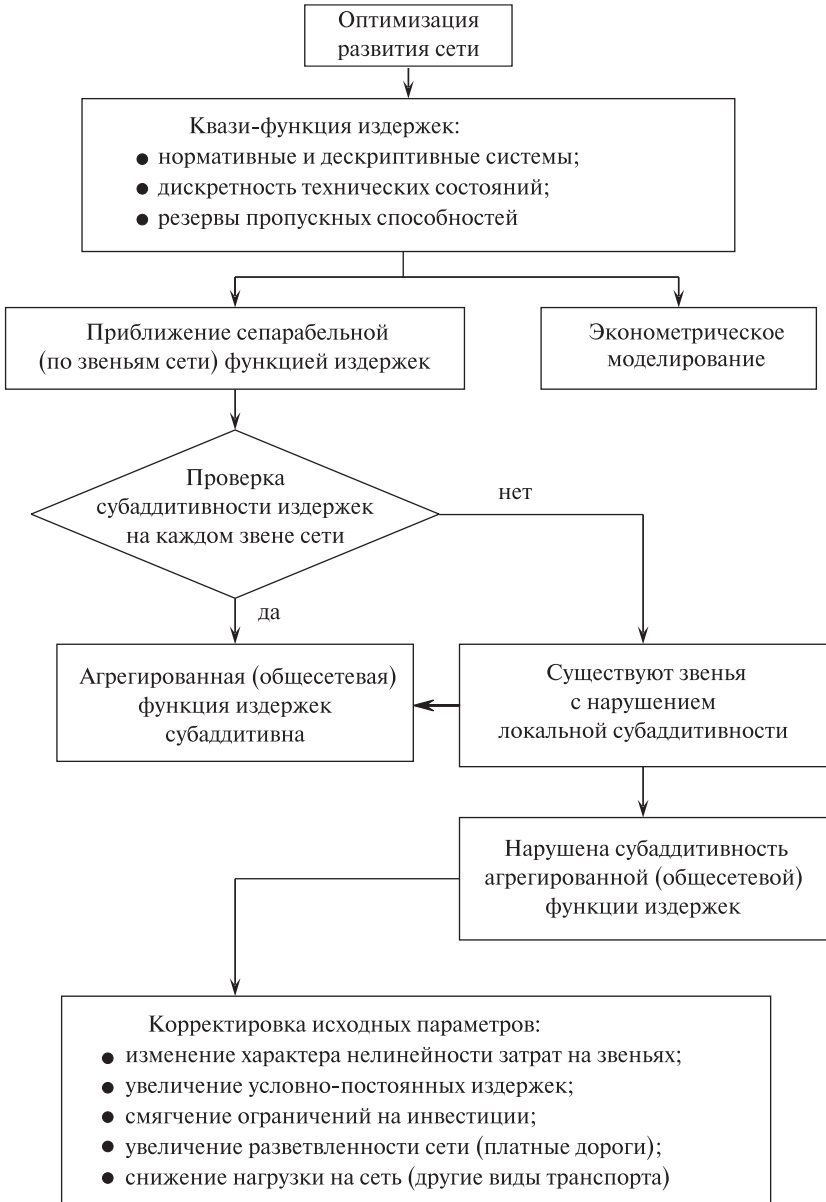 Оптимизация
развития сети
Квази-функция издержек:
● нормативные и дескриптивные системы;
● дискретность технических состояний;
● резервы пропускных способностей
Приближение сепарабельной
(по звеньям сети) функцией издержек
Эконометрическое
моделирование
Проверка
субаддитивности издержек
на каждом звене сети
нет
да
Агрегированная (общесетевая)
функция издержек
субаддитивна
Существуют звенья
с нарушением
локальной субаддитивности
Нарушена субаддитивность
агрегированной (общесетевой)
функции издержек
Корректировка исходных параметров:
● изменение характера нелинейности затрат на звеньях;
● увеличение условно-постоянных издержек;
● смягчение ограничений на инвестиции;
● увеличение разветвленности сети (платные дороги);
● снижение нагрузки на сеть (другие виды транспорта)